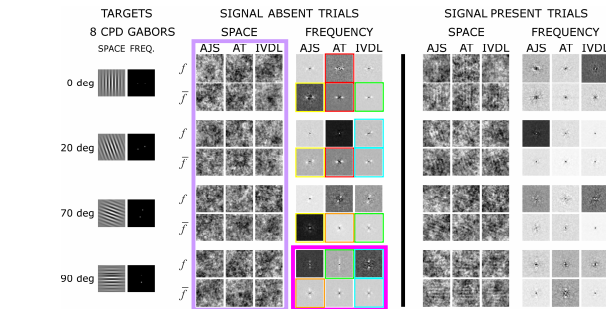 TARGETS SIGNAL ABSENT TRIALS SIGNAL PRESENT TRIALS
8 CPD GABORS SPACE FREQUENCY SPACE FREQUENCY
SPACE FREQ. AJS AT IVDL AJS AT IVDL AJS AT IVDL AJS AT IVDL
0 deg f
f̅
20 deg f
f̅
70 deg f
f̅
90 deg f
f̅